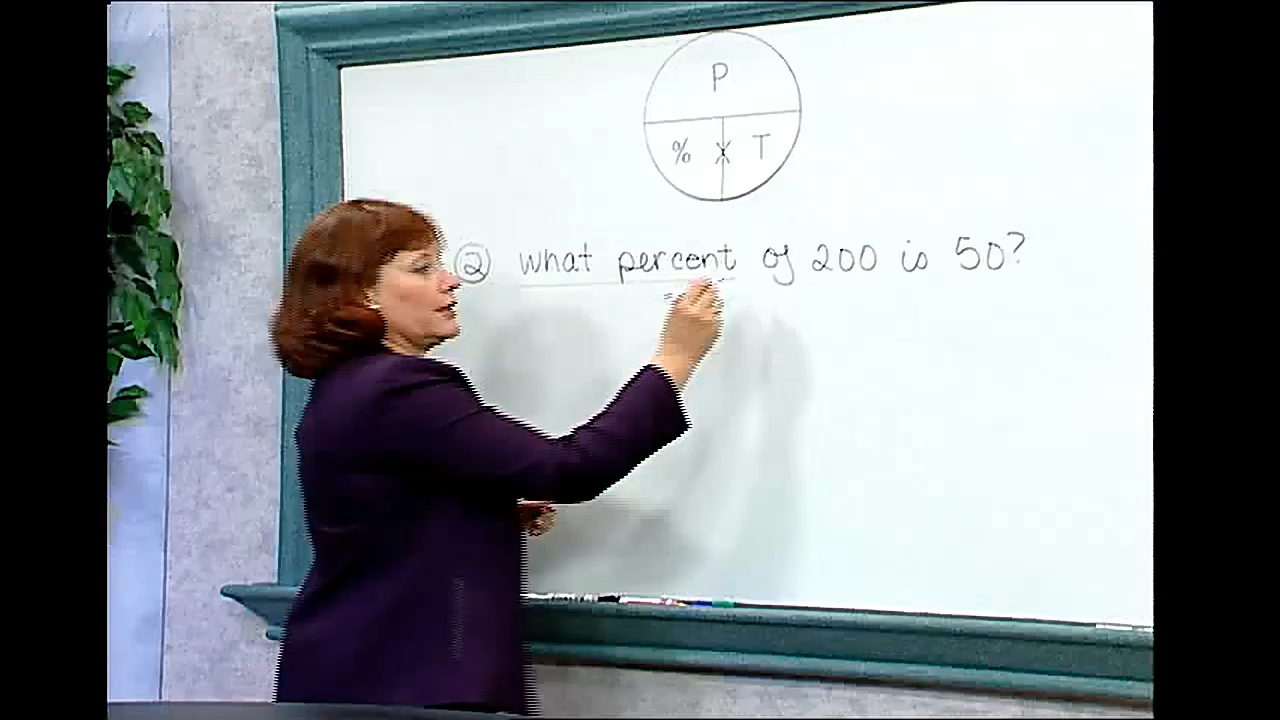 P
% × T
② what percent of 200 is 50?